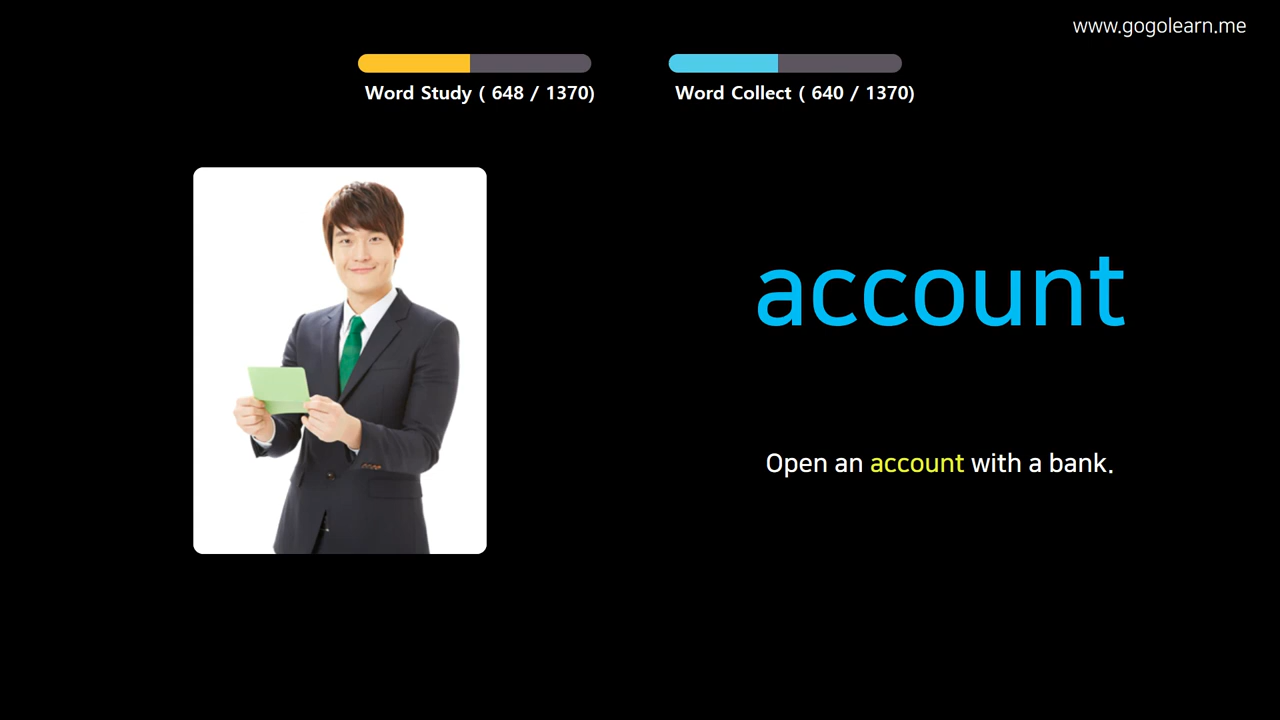 www.gogolearn.me
Word Study ( 648 / 1370)
Word Collect ( 640 / 1370)
account
Open an account with a bank.